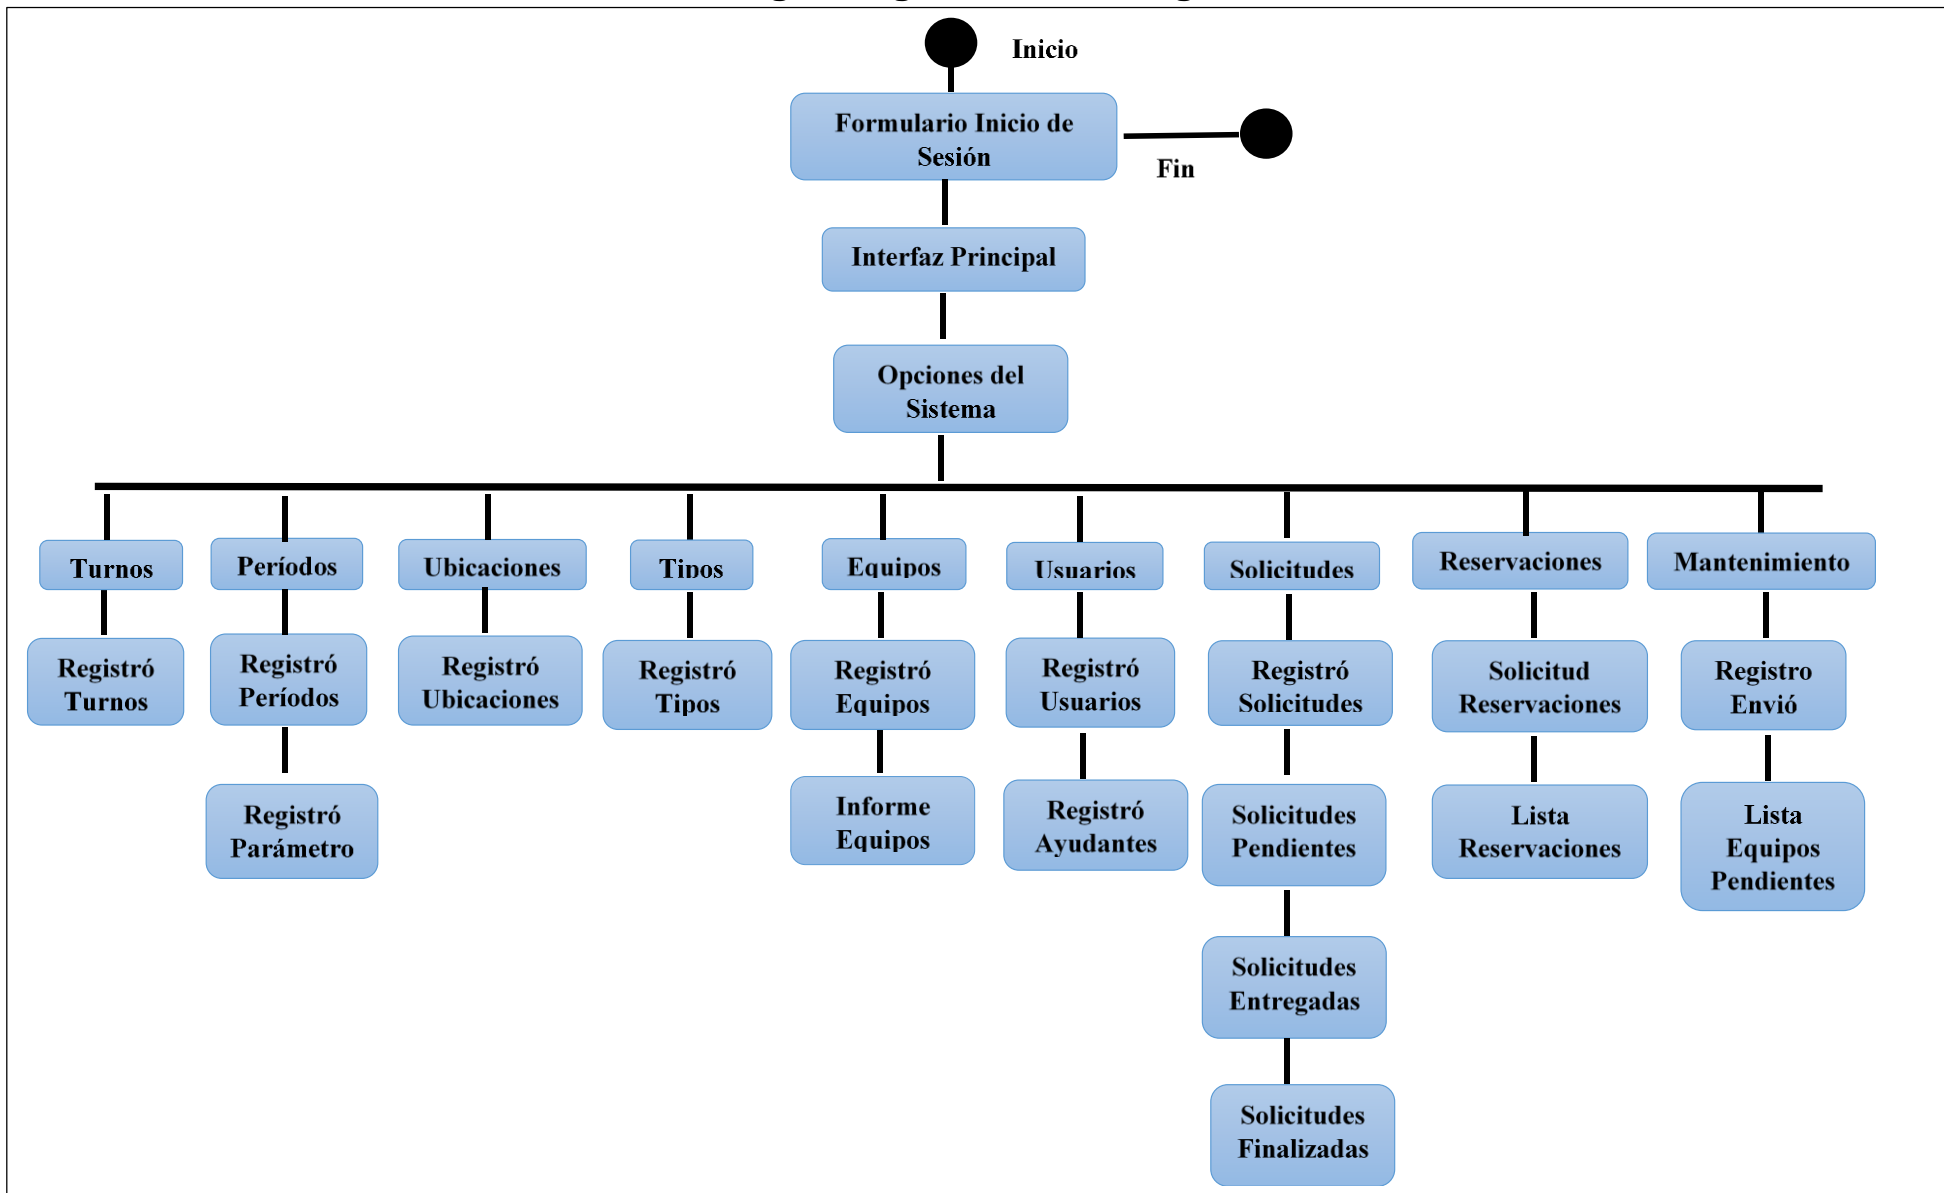 Inicio
Formulario Inicio de
Sesión
Fin
Interfaz Principal
Opciones del
Sistema
Turnos
Períodos
Ubicaciones
Tipos
Equipos
Usuarios
Solicitudes
Reservaciones
Mantenimiento
Registró
Turnos
Registró
Períodos
Registró
Ubicaciones
Registró
Tipos
Registró
Equipos
Registró
Usuarios
Registró
Solicitudes
Solicitud
Reservaciones
Registro
Envió
Registró
Parámetro
Informe
Equipos
Registró
Ayudantes
Solicitudes
Pendientes
Lista
Reservaciones
Lista
Equipos
Pendientes
Solicitudes
Entregadas
Solicitudes
Finalizadas